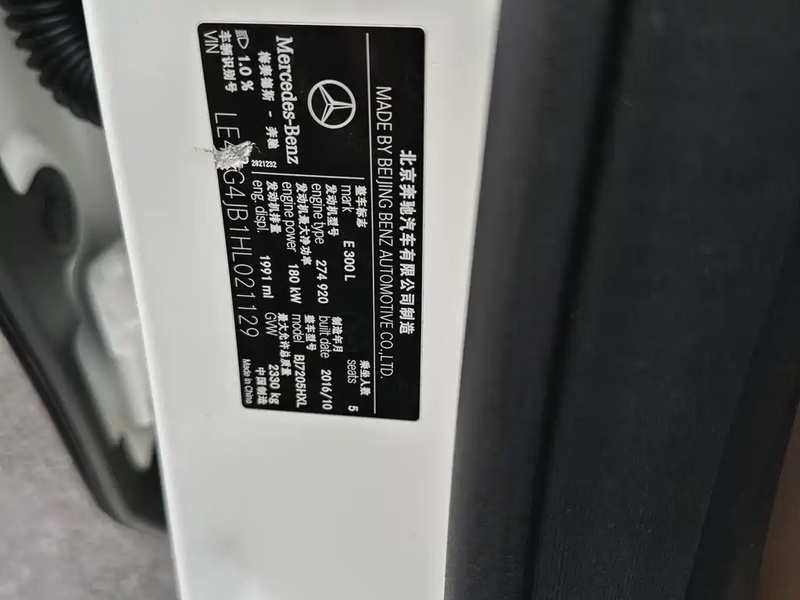 北京奔驰汽车有限公司制造
MADE BY BEIJING BENZ AUTOMOTIVE CO.,LTD.
整车标志 mark E 300 L
乘坐人数 seats 5
发动机型号 engine type 274 920
制造年月 built date 2016/10
发动机最大净功率 engine power 180 kW
整车型号 model BJ7205HXL
发动机排量 eng. displ. 1991 ml
最大允许总质量 GVW 2330 kg
Mercedes-Benz
梅赛德斯 - 奔驰
2821232
1.0 %
中国制造
Made in China
车辆识别号
VIN
G4JB1HL021129